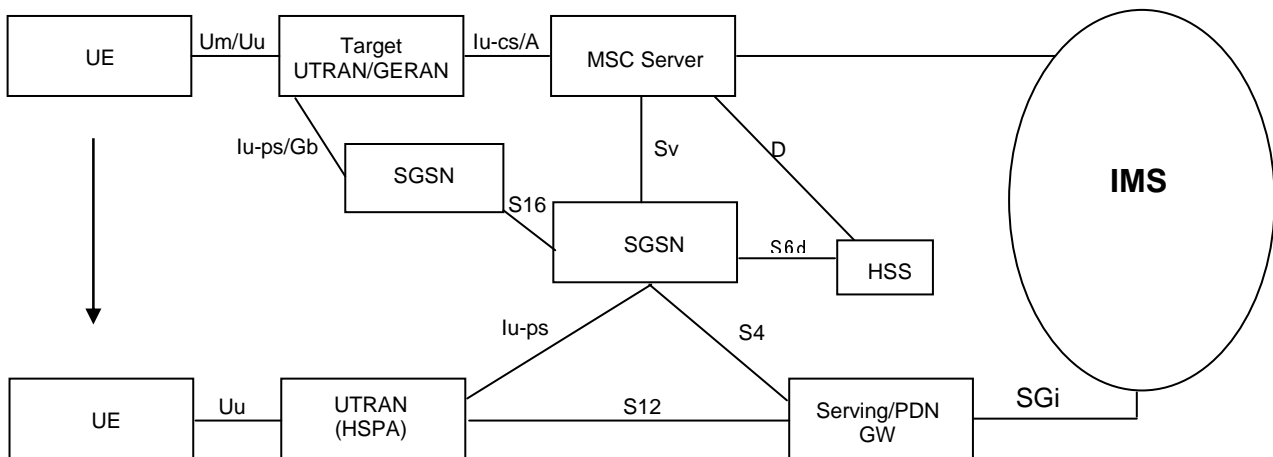 UE
Um/Uu
Target
UTRAN/GERAN
Iu-cs/A
MSC Server
Iu-ps/Gb
SGSN
S16
Sv
D
IMS
SGSN
S6d
HSS
Iu-ps
S4
UE
Uu
UTRAN
(HSPA)
S12
Serving/PDN
GW
SGi